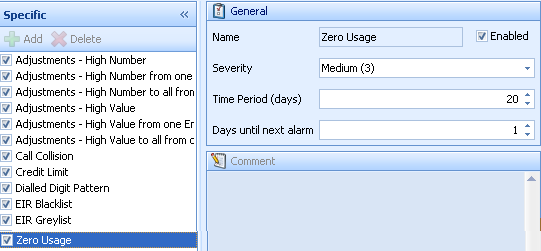 Specific
Add Delete
Adjustments - High Number
Adjustments - High Number from one
Adjustments - High Number to all from
Adjustments - High Value
Adjustments - High Value from one Er
Adjustments - High Value to all from c
Call Collision
Credit Limit
Dialled Digit Pattern
EIR Blacklist
EIR Greylist
Zero Usage
General
Name Zero Usage Enabled
Severity Medium (3)
Time Period (days) 20
Days until next alarm 1
Comment